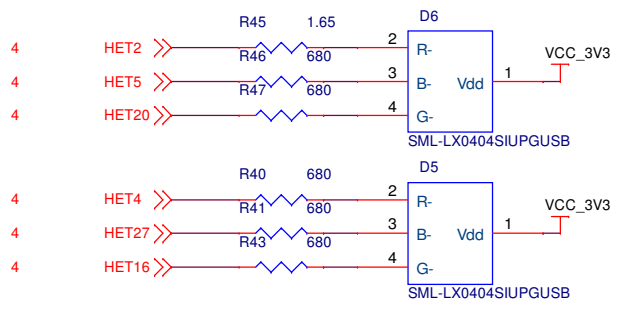 R45 1.65 D6
4 HET2 2 R- VCC_3V3
R46 680
4 HET5 3 B- Vdd 1
R47 680
4 HET20 4 G-
SML-LX0404SIUPGUSB
R40 680 D5
4 HET4 2 R- VCC_3V3
R41 680
4 HET27 3 B- Vdd 1
R43 680
4 HET16 4 G-
SML-LX0404SIUPGUSB